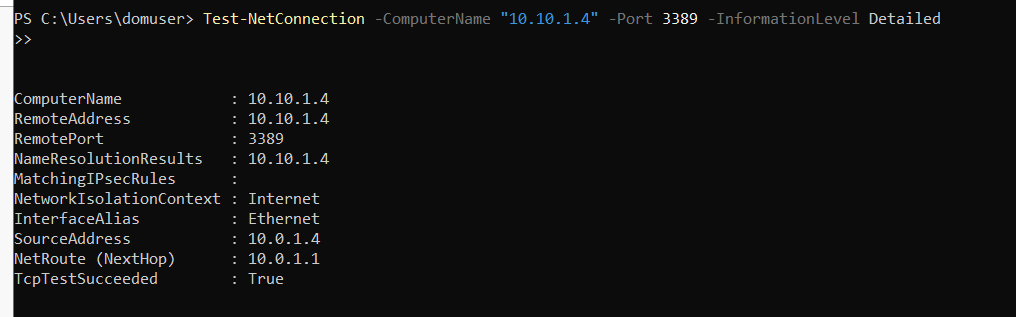 PS C:\Users\domuser> Test-NetConnection -ComputerName "10.10.1.4" -Port 3389 -InformationLevel Detailed
>>
ComputerName            : 10.10.1.4
RemoteAddress           : 10.10.1.4
RemotePort              : 3389
NameResolutionResults   : 10.10.1.4
MatchingIPsecRules      :
NetworkIsolationContext : Internet
InterfaceAlias          : Ethernet
SourceAddress           : 10.0.1.4
NetRoute (NextHop)      : 10.0.1.1
TcpTestSucceeded        : True